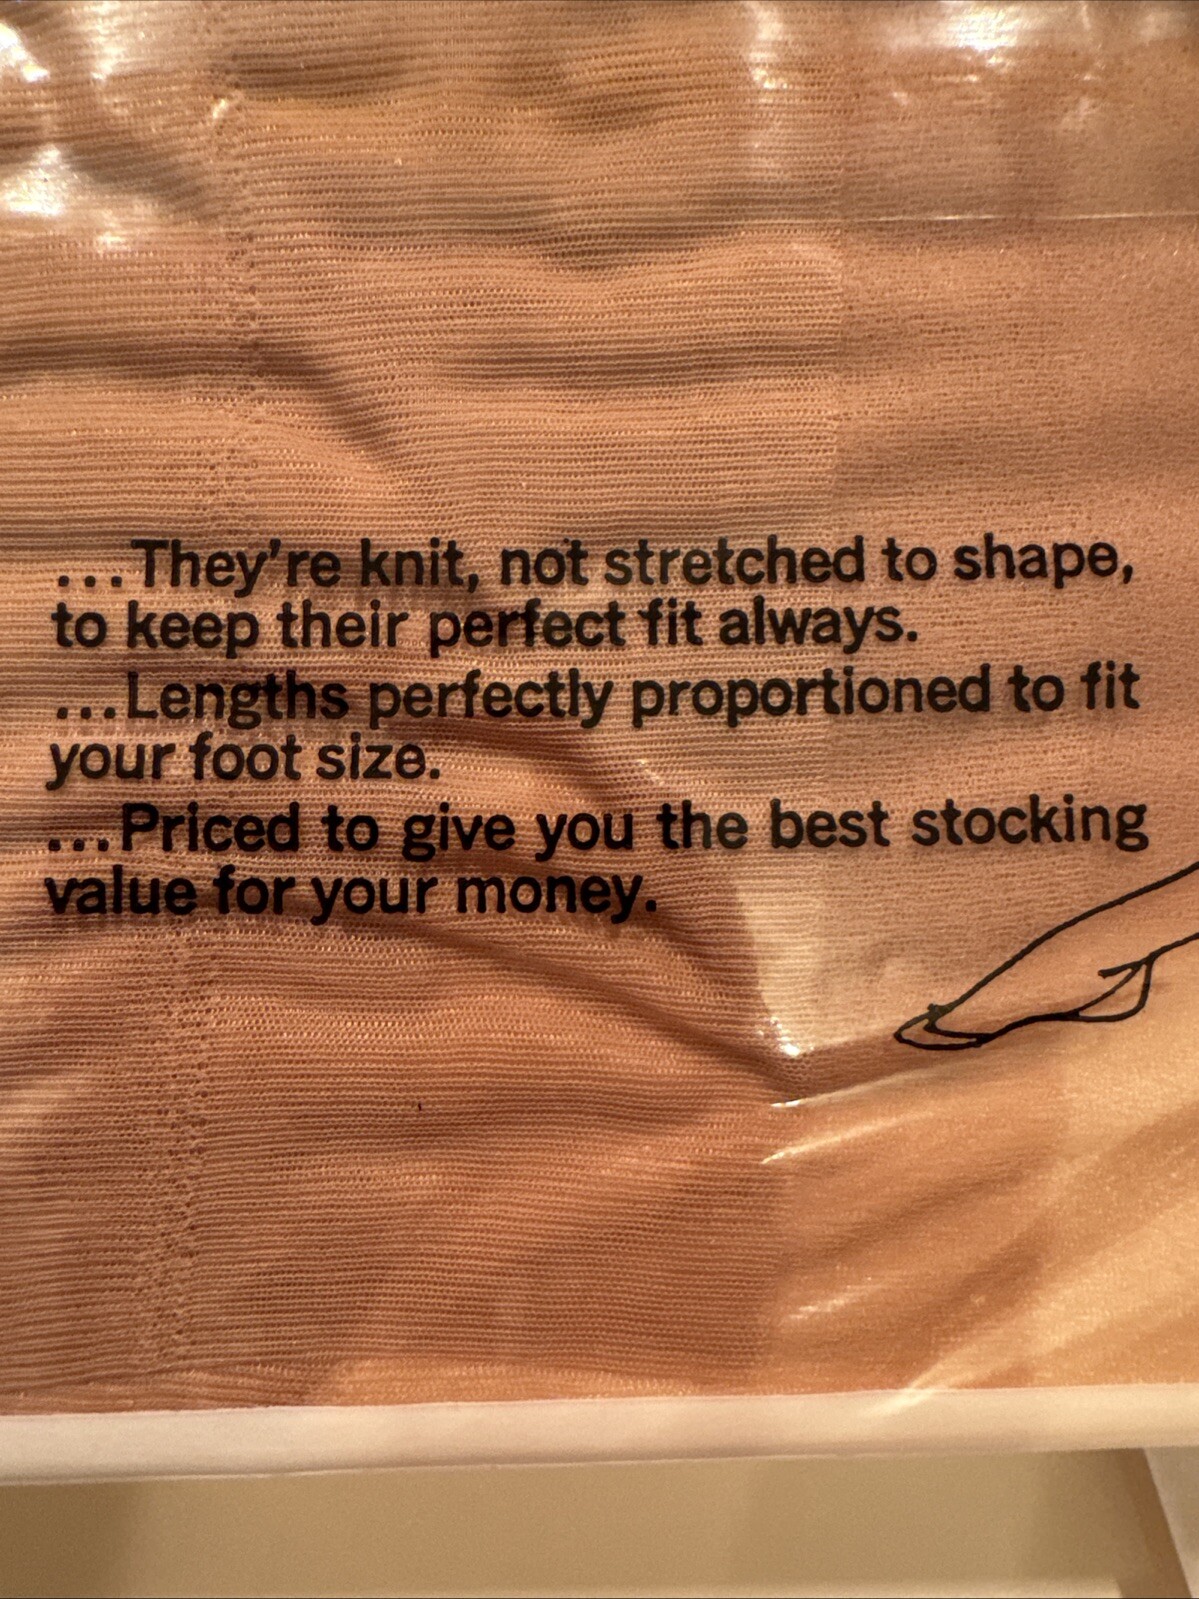 ...They're knit, not stretched to shape,
to keep their perfect fit always.
...Lengths perfectly proportioned to fit
your foot size.
...Priced to give you the best stocking
value for your money.